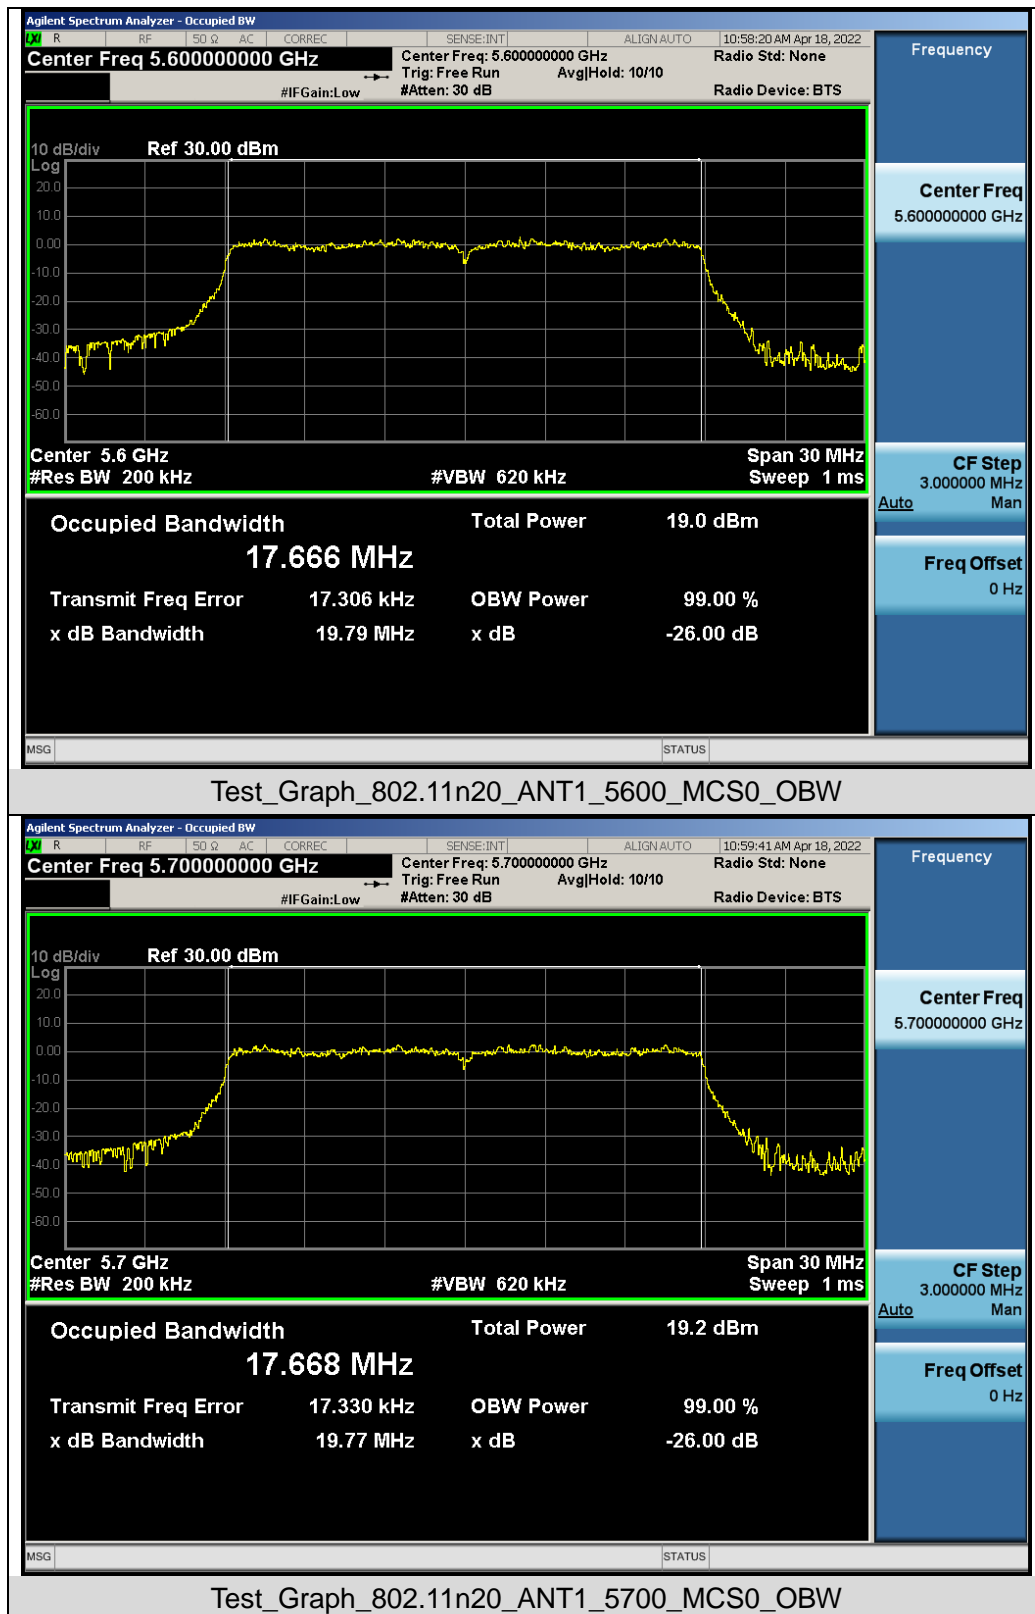 Agilent Spectrum Analyzer - Occupied BW
LXI R RF 50 Ω AC CORREC SENSE:INT ALIGN AUTO 10:58:20 AM Apr 18, 2022
Center Freq 5.600000000 GHz
Center Freq: 5.600000000 GHz
Radio Std: None
Trig: Free Run Avg|Hold: 10/10
#IFGain:Low #Atten: 30 dB Radio Device: BTS
Frequency
10 dB/div Ref 30.00 dBm
Log
20.0
10.0
0.00
-10.0
-20.0
-30.0
-40.0
-50.0
-60.0
Center 5.6 GHz Span 30 MHz
#Res BW 200 kHz #VBW 620 kHz Sweep 1 ms
Center Freq
5.600000000 GHz
CF Step
3.000000 MHz
Auto Man
Freq Offset
0 Hz
Occupied Bandwidth Total Power 19.0 dBm
17.666 MHz
Transmit Freq Error 17.306 kHz OBW Power 99.00 %
x dB Bandwidth 19.79 MHz x dB -26.00 dB
MSG STATUS
Test_Graph_802.11n20_ANT1_5600_MCS0_OBW
Agilent Spectrum Analyzer - Occupied BW
LXI R RF 50 Ω AC CORREC SENSE:INT ALIGN AUTO 10:59:41 AM Apr 18, 2022
Center Freq 5.700000000 GHz
Center Freq: 5.700000000 GHz
Radio Std: None
Trig: Free Run Avg|Hold: 10/10
#IFGain:Low #Atten: 30 dB Radio Device: BTS
Frequency
10 dB/div Ref 30.00 dBm
Log
20.0
10.0
0.00
-10.0
-20.0
-30.0
-40.0
-50.0
-60.0
Center 5.7 GHz Span 30 MHz
#Res BW 200 kHz #VBW 620 kHz Sweep 1 ms
Center Freq
5.700000000 GHz
CF Step
3.000000 MHz
Auto Man
Freq Offset
0 Hz
Occupied Bandwidth Total Power 19.2 dBm
17.668 MHz
Transmit Freq Error 17.330 kHz OBW Power 99.00 %
x dB Bandwidth 19.77 MHz x dB -26.00 dB
MSG STATUS
Test_Graph_802.11n20_ANT1_5700_MCS0_OBW